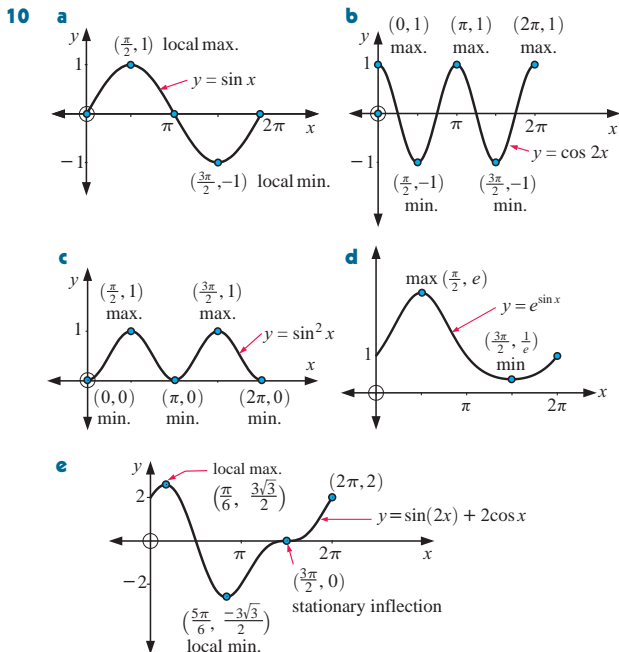 10 a b
y (π/2, 1) local max.
1
y = sin x
π 2π x
−1
(3π/2, −1) local min.
(0, 1) (π, 1) (2π, 1)
y max. max. max.
1
π 2π x
−1
y = cos 2x
(π/2, −1) (3π/2, −1)
min. min.
c
y (π/2, 1) (3π/2, 1)
max. max.
1
y = sin²x
x
(0, 0) (π, 0) (2π, 0)
min. min. min.
d
y
max (π/2, e)
y = e^(sin x)
(3π/2, 1/e)
min
1
π 2π x
e
y local max.
(π/6, 3√3/2)
(2π, 2)
2
y = sin(2x) + 2cos x
π 2π x
−2
(3π/2, 0)
stationary inflection
(5π/6, −3√3/2)
local min.